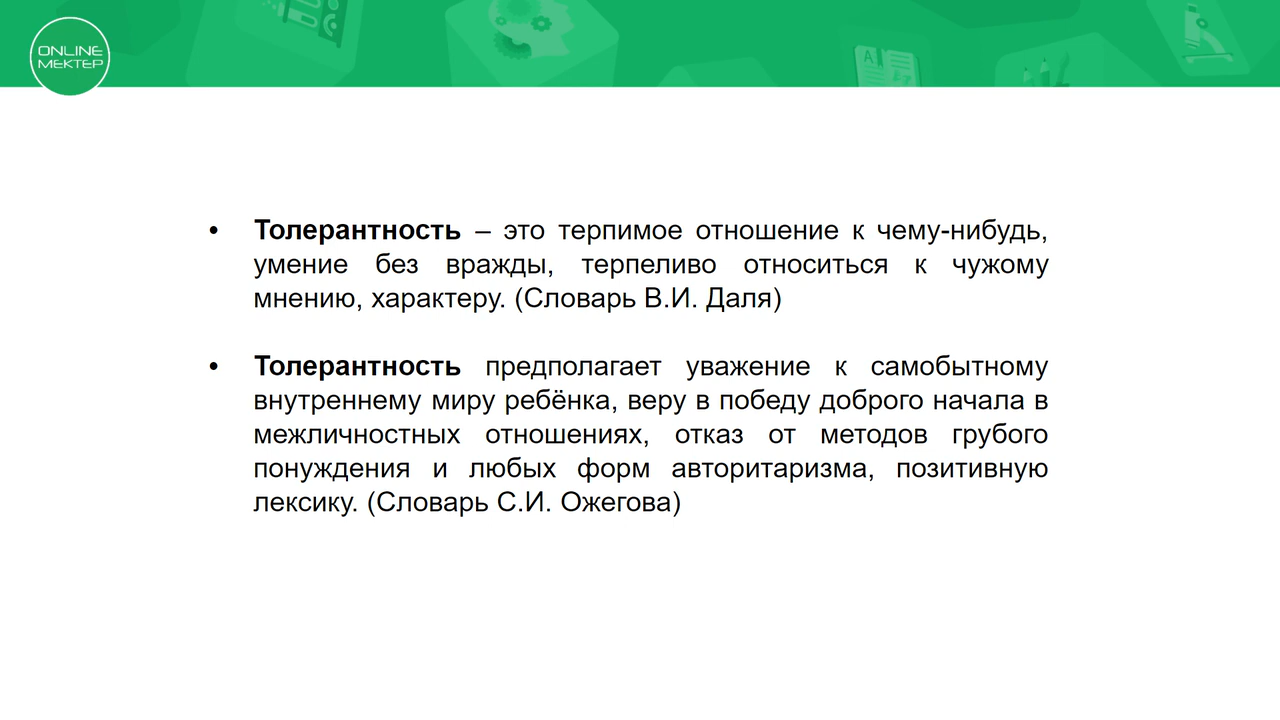 ONLINE
МЕКТЕР
• Толерантность – это терпимое отношение к чему-нибудь,
умение без вражды, терпеливо относиться к чужому
мнению, характеру. (Словарь В.И. Даля)
• Толерантность предполагает уважение к самобытному
внутреннему миру ребёнка, веру в победу доброго начала в
межличностных отношениях, отказ от методов грубого
понуждения и любых форм авторитаризма, позитивную
лексику. (Словарь С.И. Ожегова)